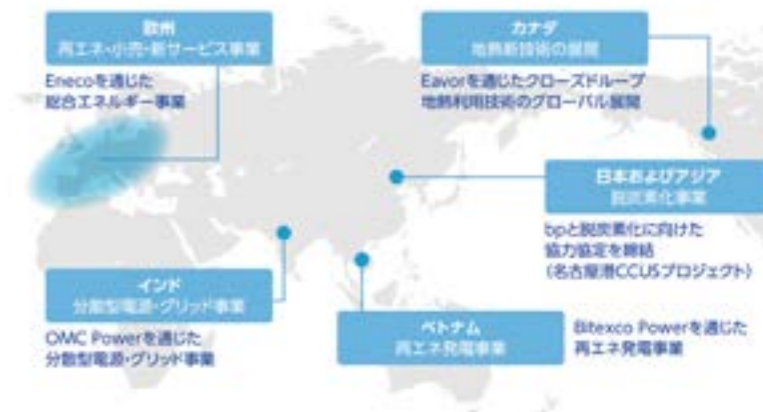 欧州
再エネ・小売・新サービス事業
Enecoを通じた
総合エネルギー事業
カナダ
地熱新技術の展開
Eavorを通じたクローズドループ
地熱利用技術のグローバル展開
日本およびアジア
脱炭素化事業
bpと脱炭素化に向けた
協力協定を締結
(名古屋港CCUSプロジェクト)
インド
分散型電源・グリッド事業
OMC Powerを通じた
分散型電源・グリッド事業
ベトナム
再エネ発電事業
Bitexco Powerを通じた
再エネ発電事業